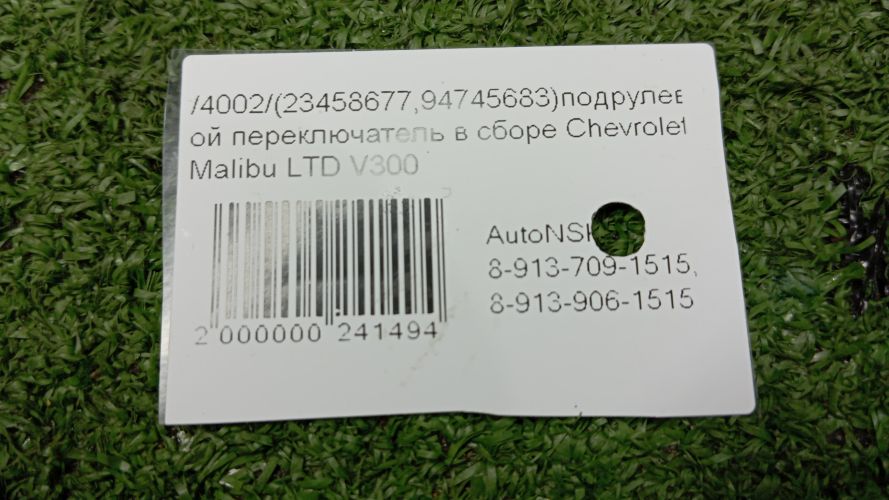 /4002/(23458677,94745683)подрулев
ой переключатель в сборе Chevrolet
Malibu LTD V300
AutoNSK
8-913-709-1515,
8-913-906-1515
2 000000 241494